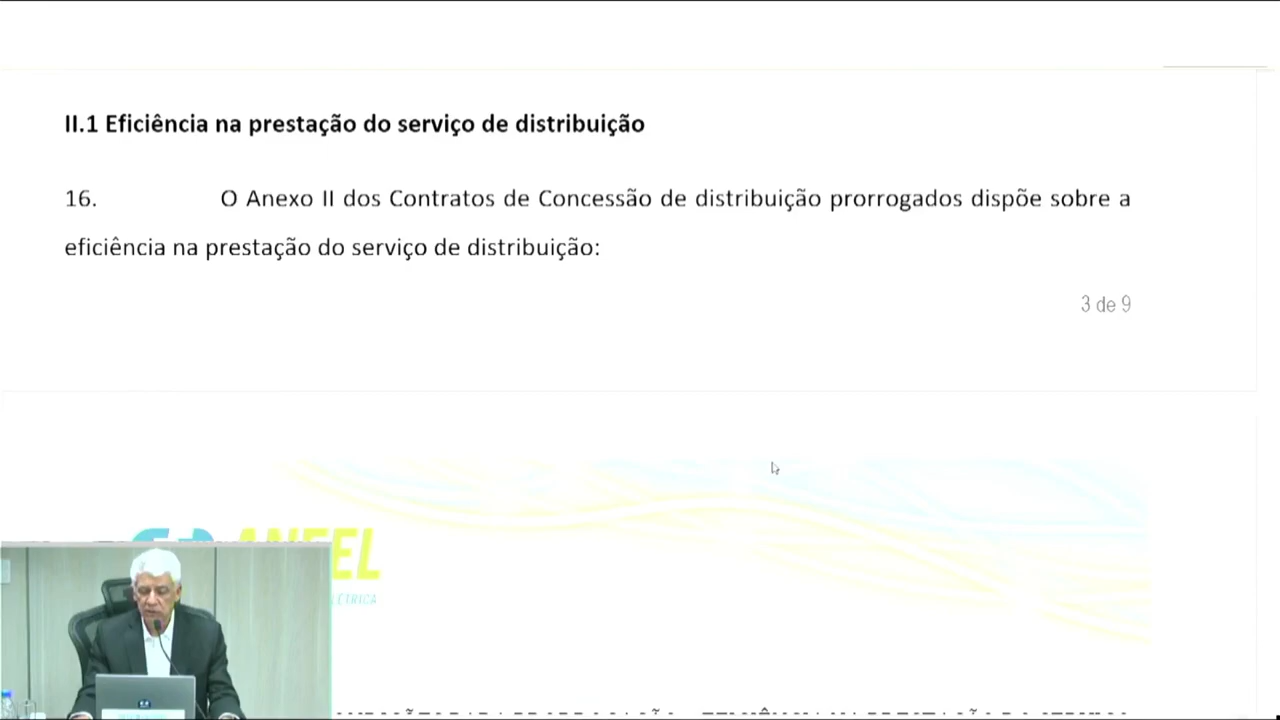 II.1 Eficiência na prestação do serviço de distribuição
16. O Anexo II dos Contratos de Concessão de distribuição prorrogados dispõe sobre a
eficiência na prestação do serviço de distribuição:
3 de 9